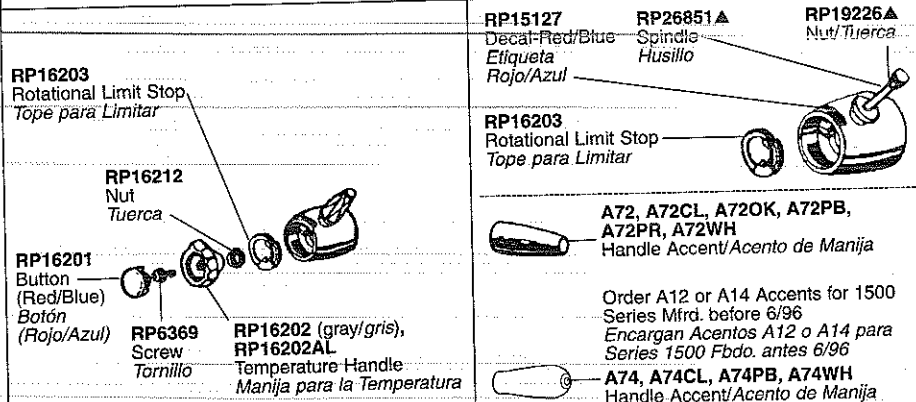 RP16203
Rotational Limit Stop
Tope para Limitar
RP16212
Nut
Tuerca
RP16201
Button
(Red/Blue)
Botón
(Rojo/Azul)
RP6369
Screw
Tornillo
RP16202 (gray/gris),
RP16202AL
Temperature Handle
Manija para la Temperatura
RP15127
Decal-Red/Blue
Etiqueta
Rojo/Azul
RP26851▲
Spindle
Husillo
RP19226▲
Nut/Tuerca
RP16203
Rotational Limit Stop
Tope para Limitar
A72, A72CL, A72OK, A72PB,
A72PR, A72WH
Handle Accent/Acento de Manija
Order A12 or A14 Accents for 1500
Series Mfrd. before 6/96
Encargan Acentos A12 o A14 para
Series 1500 Fbdo. antes 6/96
A74, A74CL, A74PB, A74WH
Handle Accent/Acento de Manija